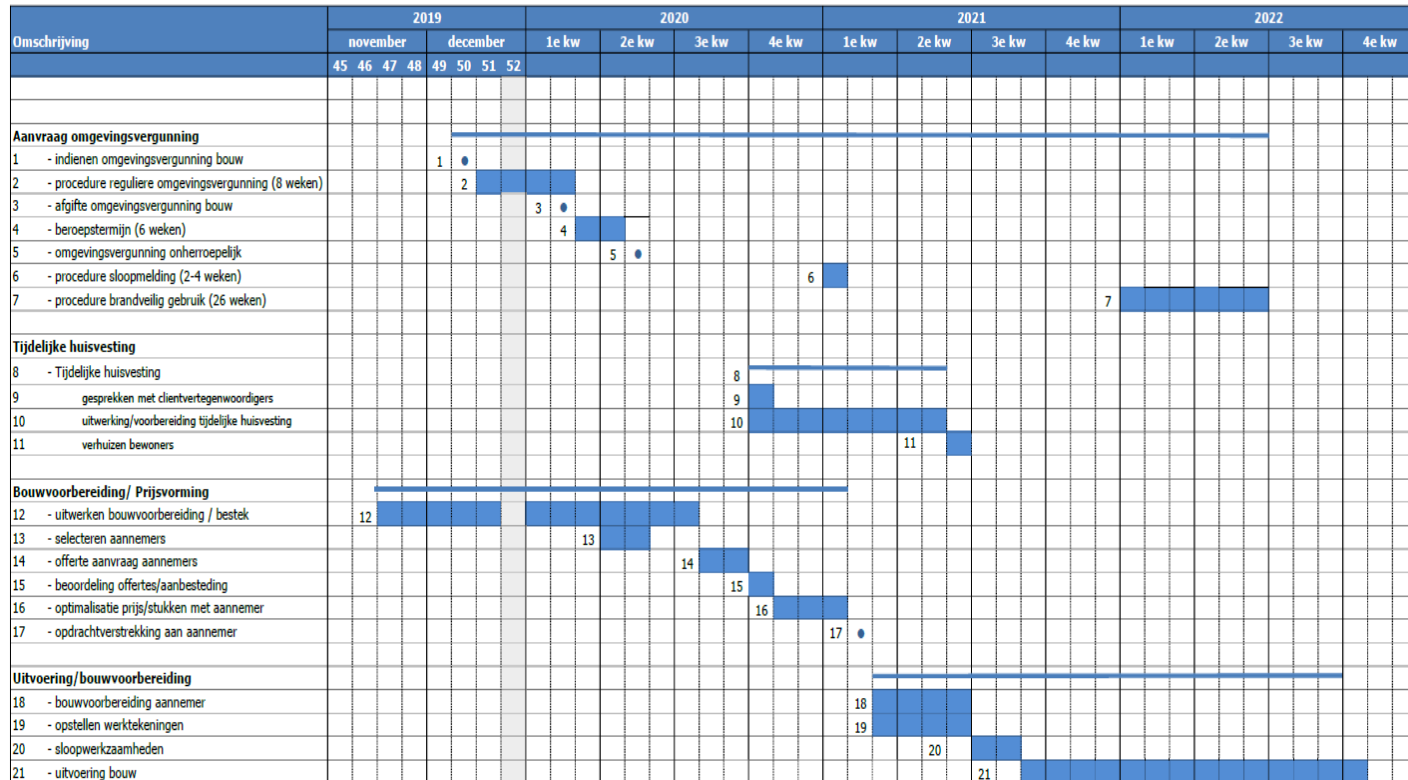 2019 2020 2021 2022
Omschrijving november december 1e kw 2e kw 3e kw 4e kw 1e kw 2e kw 3e kw 4e kw 1e kw 2e kw 3e kw 4e kw
45 46 47 48 49 50 51 52
Aanvraag omgevingsvergunning
1 - indienen omgevingsvergunning bouw 1
2 - procedure reguliere omgevingsvergunning (8 weken) 2
3 - afgifte omgevingsvergunning bouw 3
4 - beroepstermijn (6 weken) 4
5 - omgevingsvergunning onherroepelijk 5
6 - procedure sloopmelding (2-4 weken) 6
7 - procedure brandveilig gebruik (26 weken) 7
Tijdelijke huisvesting
8 - Tijdelijke huisvesting 8
9 gesprekken met clientvertegenwoordigers 9
10 uitwerking/voorbereiding tijdelijke huisvesting 10
11 verhuizen bewoners 11
Bouwvoorbereiding/ Prijsvorming
12 - uitwerken bouwvoorbereiding / bestek 12
13 - selecteren aannemers 13
14 - offerte aanvraag aannemers 14
15 - beoordeling offertes/aanbesteding 15
16 - optimalisatie prijs/stukken met aannemer 16
17 - opdrachtverstrekking aan aannemer 17
Uitvoering/bouwvoorbereiding
18 - bouwvoorbereiding aannemer 18
19 - opstellen werktekeningen 19
20 - sloopwerkzaamheden 20
21 - uitvoering bouw 21